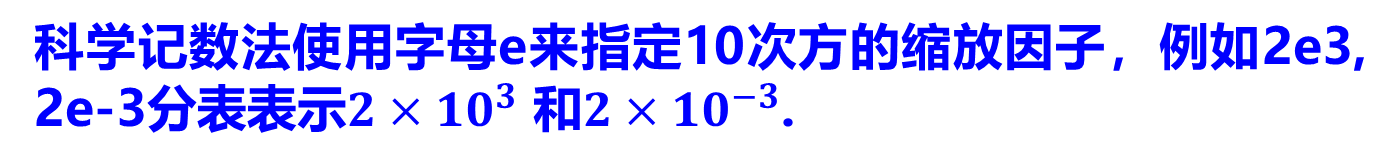 科学记数法使用字母e来指定10次方的缩放因子，例如2e3,
2e-3分表表示2 × 10³ 和2 × 10⁻³.